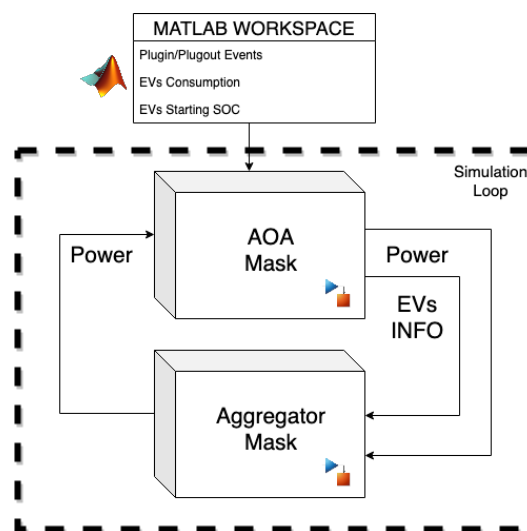 MATLAB WORKSPACE
Plugin/Plugout Events
EVs Consumption
EVs Starting SOC
Simulation
Loop
AOA
Mask
Power
Power
EVs
INFO
Aggregator
Mask